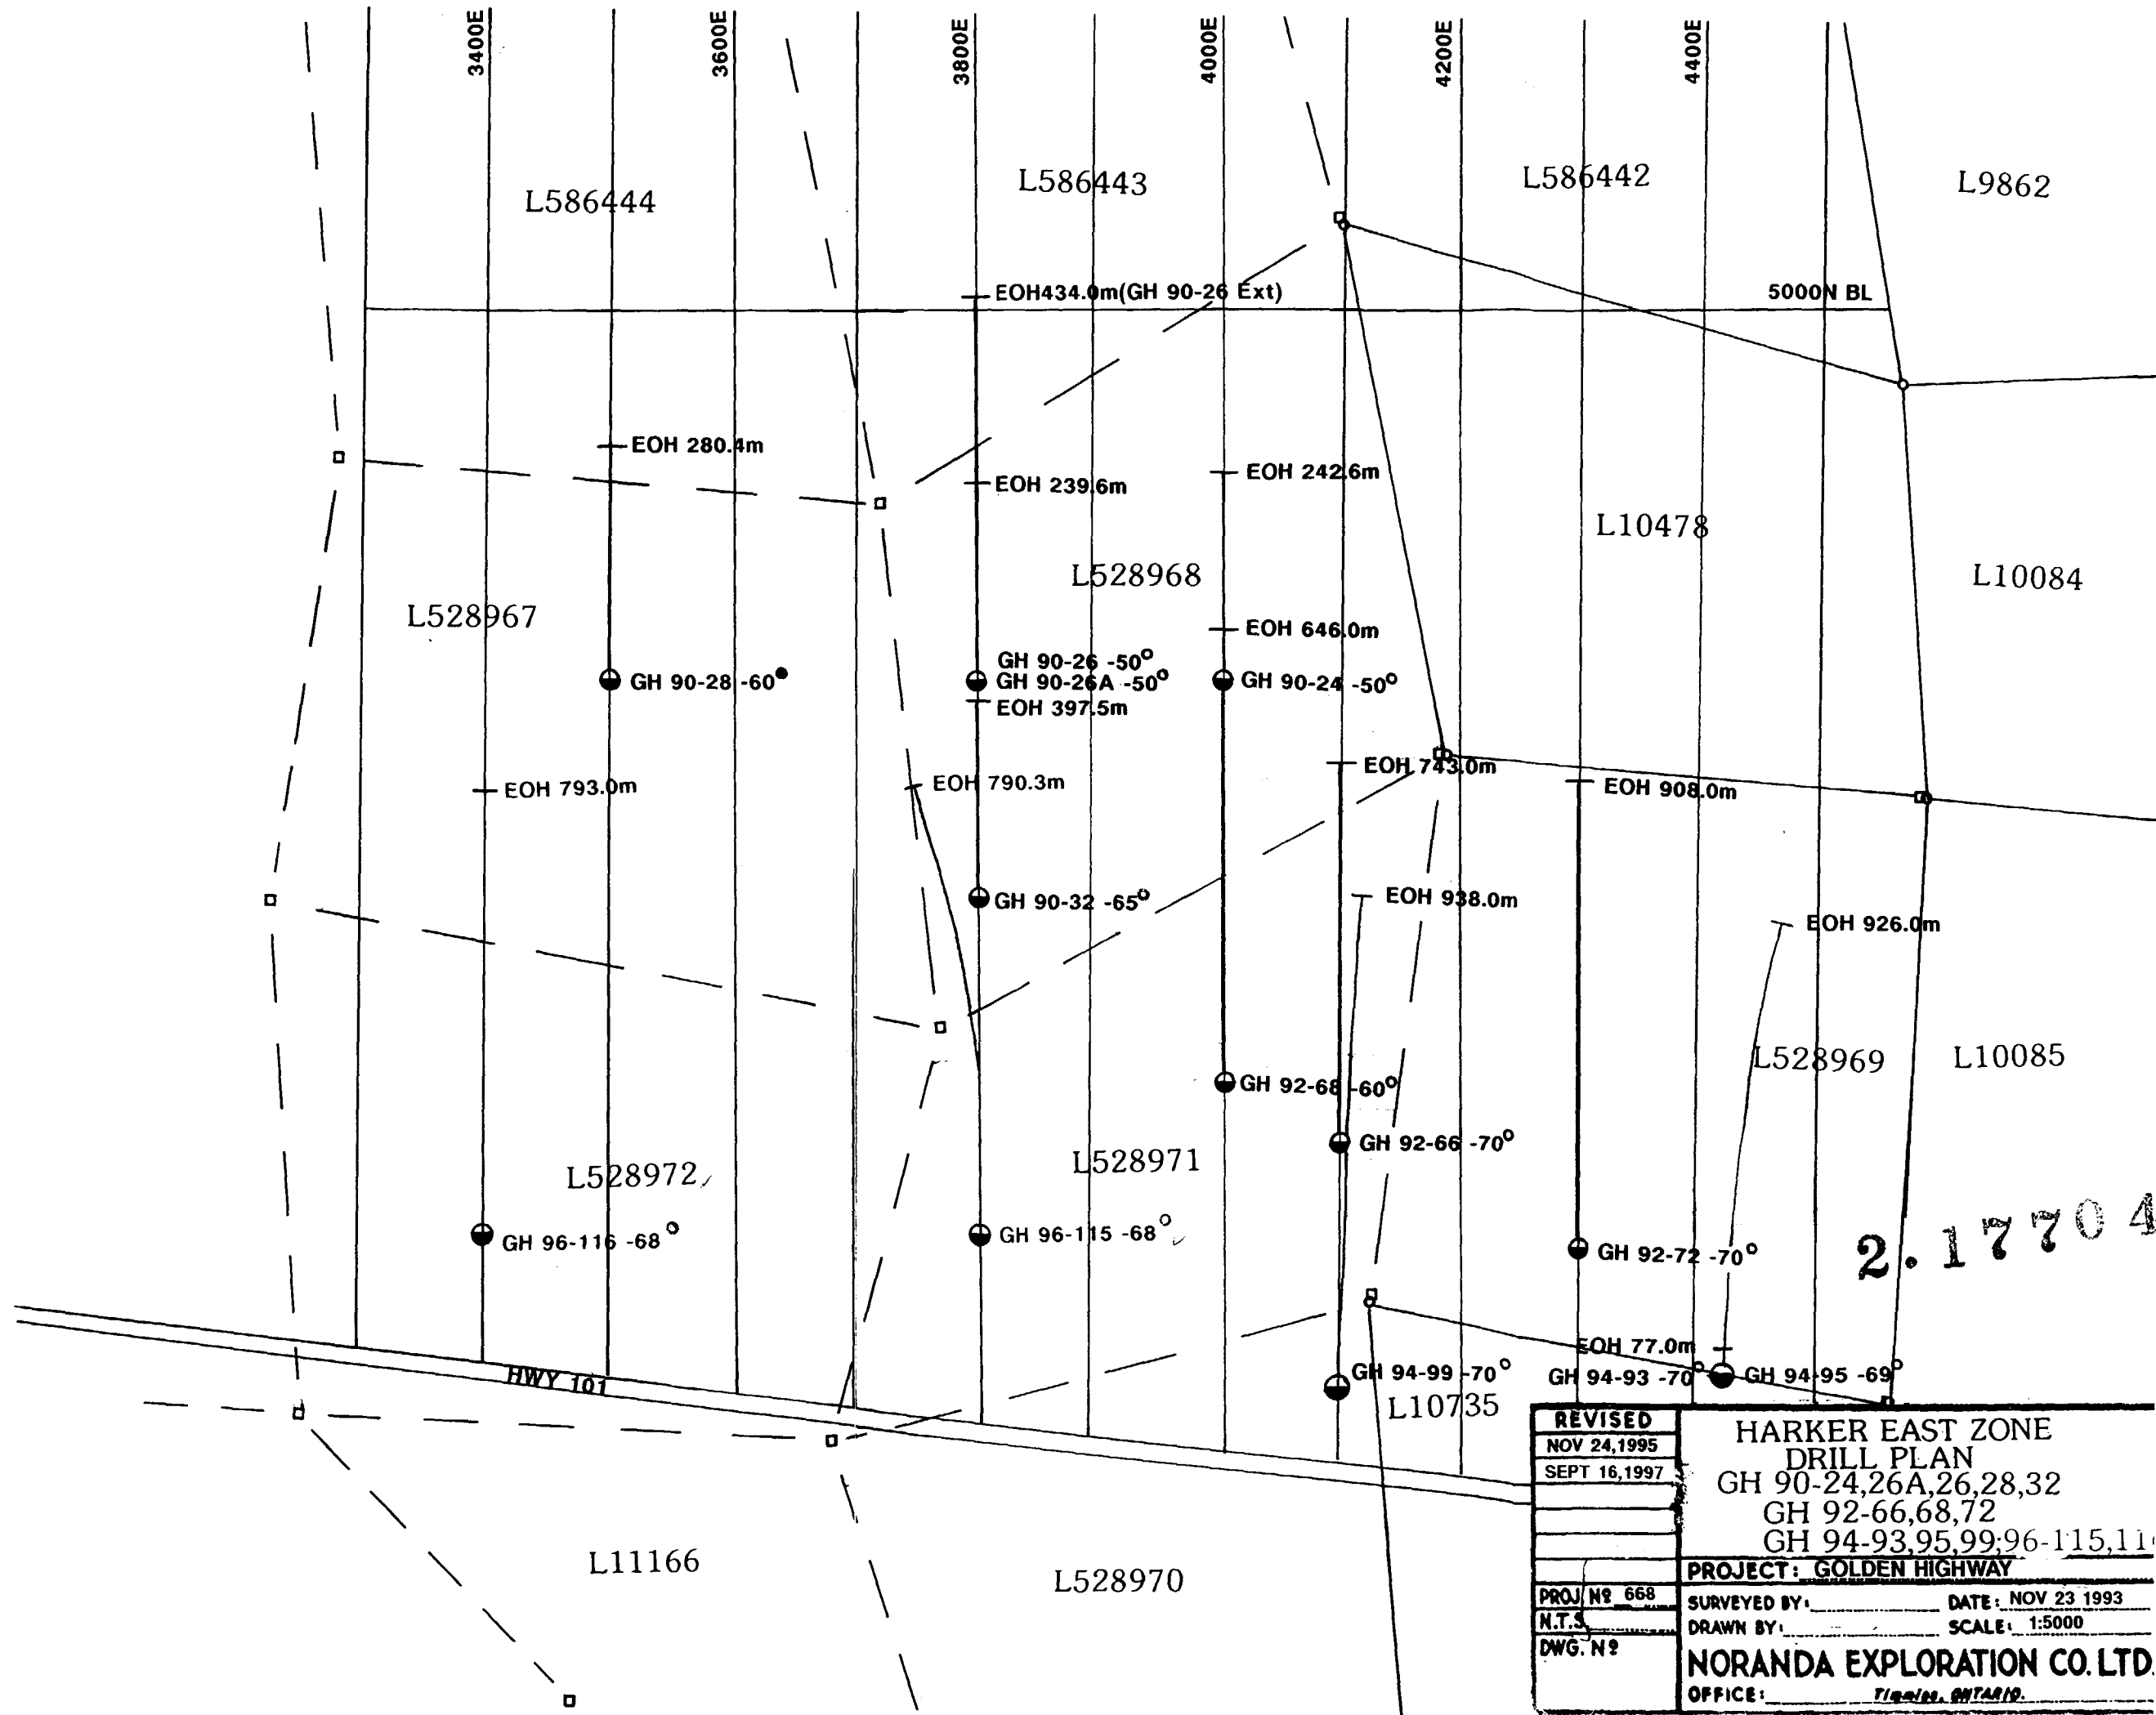 3400E
3600E
3800E
4000E
4200E
4400E
L586444
L586443
L586442
L9862
EOH434.0m(GH 90-26 Ext)
5000N BL
EOH 280.4m
EOH 239.6m
EOH 242.6m
L10478
L528967
L528968
L10084
EOH 646.0m
GH 90-28 -60°
GH 90-26 -50°
GH 90-26A -50°
EOH 397.5m
GH 90-24 -50°
EOH 793.0m
EOH 790.3m
EOH 743.0m
EOH 908.0m
GH 90-32 -65°
EOH 938.0m
EOH 926.0m
L528969
L10085
GH 92-68 -60°
GH 92-66 -70°
L528972
L528971
GH 96-116 -68°
GH 96-115 -68°
GH 92-72 -70°
2.17704
EOH 77.0m
HWY 101
GH 94-99 -70°
GH 94-93 -70°
GH 94-95 -69°
L10735
L11166
L528970
REVISED
NOV 24,1995
SEPT 16,1997
HARKER EAST ZONE
DRILL PLAN
GH 90-24,26A,26,28,32
GH 92-66,68,72
GH 94-93,95,99;96-115,11
PROJECT: GOLDEN HIGHWAY
PROJ. Nº 668
N.T.S.
DWG. Nº
SURVEYED BY: DATE: NOV 23 1993
DRAWN BY: SCALE: 1:5000
NORANDA EXPLORATION CO. LTD.
OFFICE: Timmins, ONTARIO.